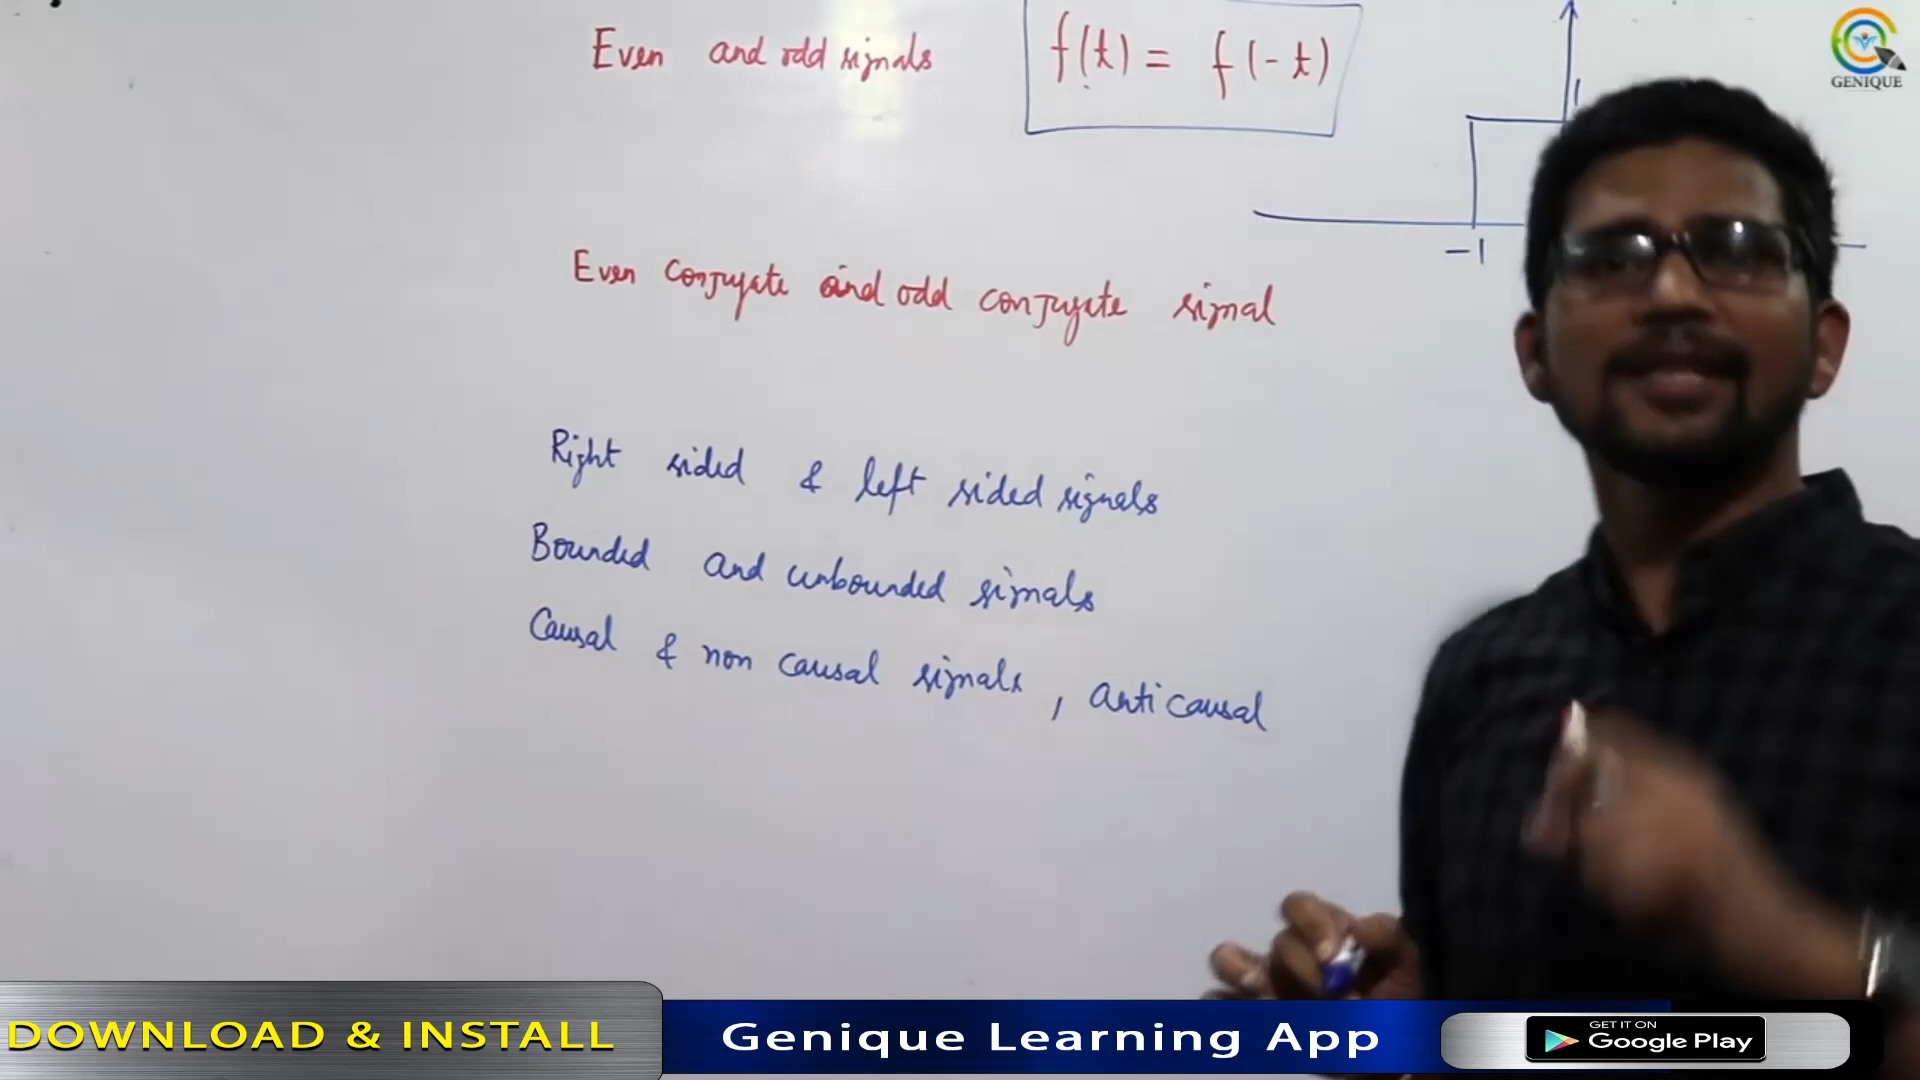 Even and odd signals
f(t) = f(-t)
1
GENIQUE
-1
Even conjugate and odd conjugate signal
Right sided & left sided signals
Bounded and unbounded signals
Causal & non causal signals, anti causal
DOWNLOAD & INSTALL
Genique Learning App
GET IT ON
Google Play